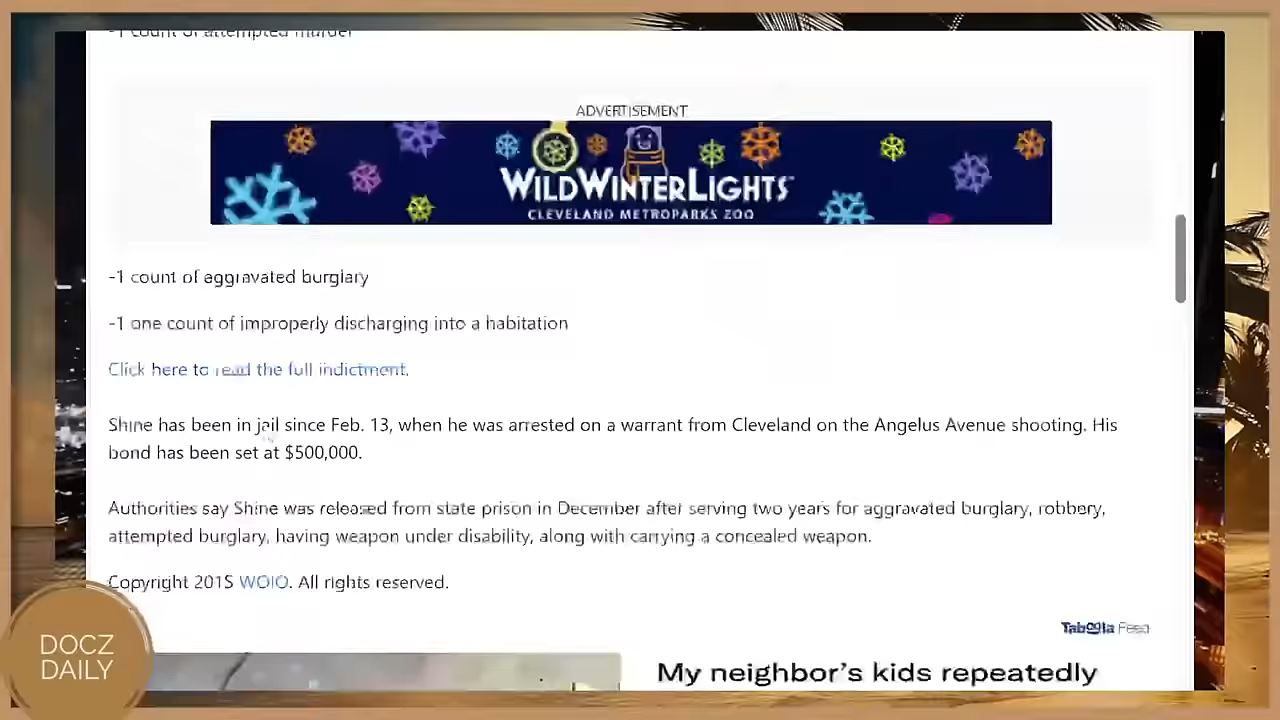 -1 count of attempted murder
ADVERTISEMENT
WILDWINTERLIGHTS
CLEVELAND METROPARKS ZOO
-1 count of aggravated burglary
-1 one count of improperly discharging into a habitation
Click here to read the full indictment.
Shine has been in jail since Feb. 13, when he was arrested on a warrant from Cleveland on the Angelus Avenue shooting. His
bond has been set at $500,000.
Authorities say Shine was released from state prison in December after serving two years for aggravated burglary, robbery,
attempted burglary, having weapon under disability, along with carrying a concealed weapon.
Copyright 2015 WOIO. All rights reserved.
Taboola Feed
DOCZ
DAILY
My neighbor's kids repeatedly